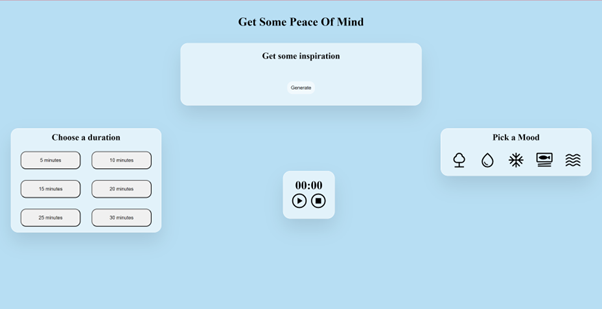 Get Some Peace Of Mind
Get some inspiration
Generate
Choose a duration
5 minutes
10 minutes
15 minutes
20 minutes
25 minutes
30 minutes
00:00
Pick a Mood